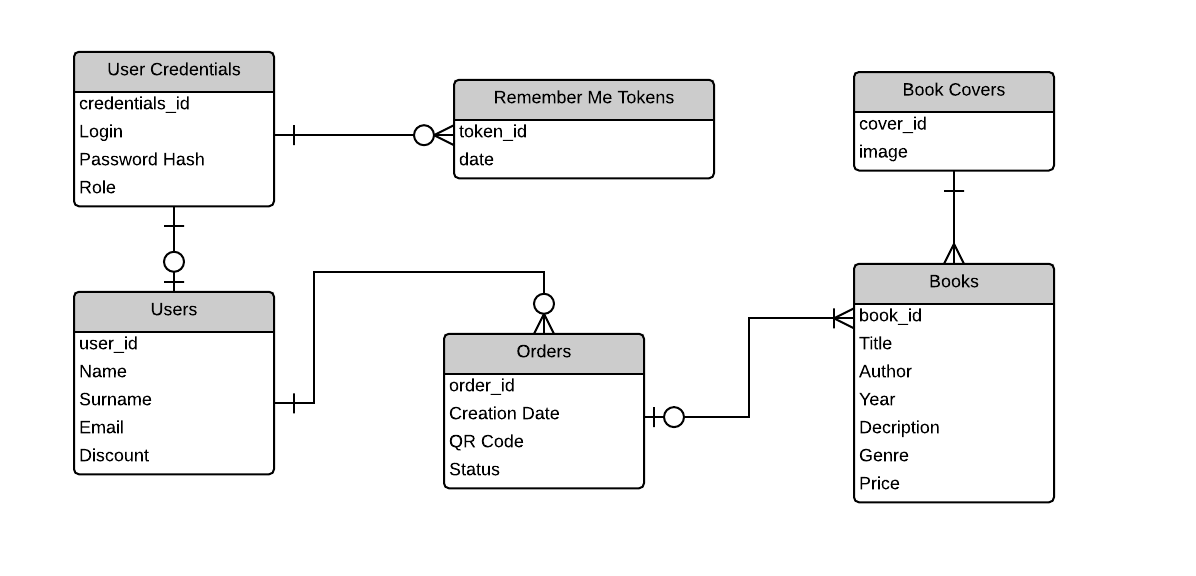 User Credentials
credentials_id
Login
Password Hash
Role
Remember Me Tokens
token_id
date
Book Covers
cover_id
image
Users
user_id
Name
Surname
Email
Discount
Orders
order_id
Creation Date
QR Code
Status
Books
book_id
Title
Author
Year
Decription
Genre
Price